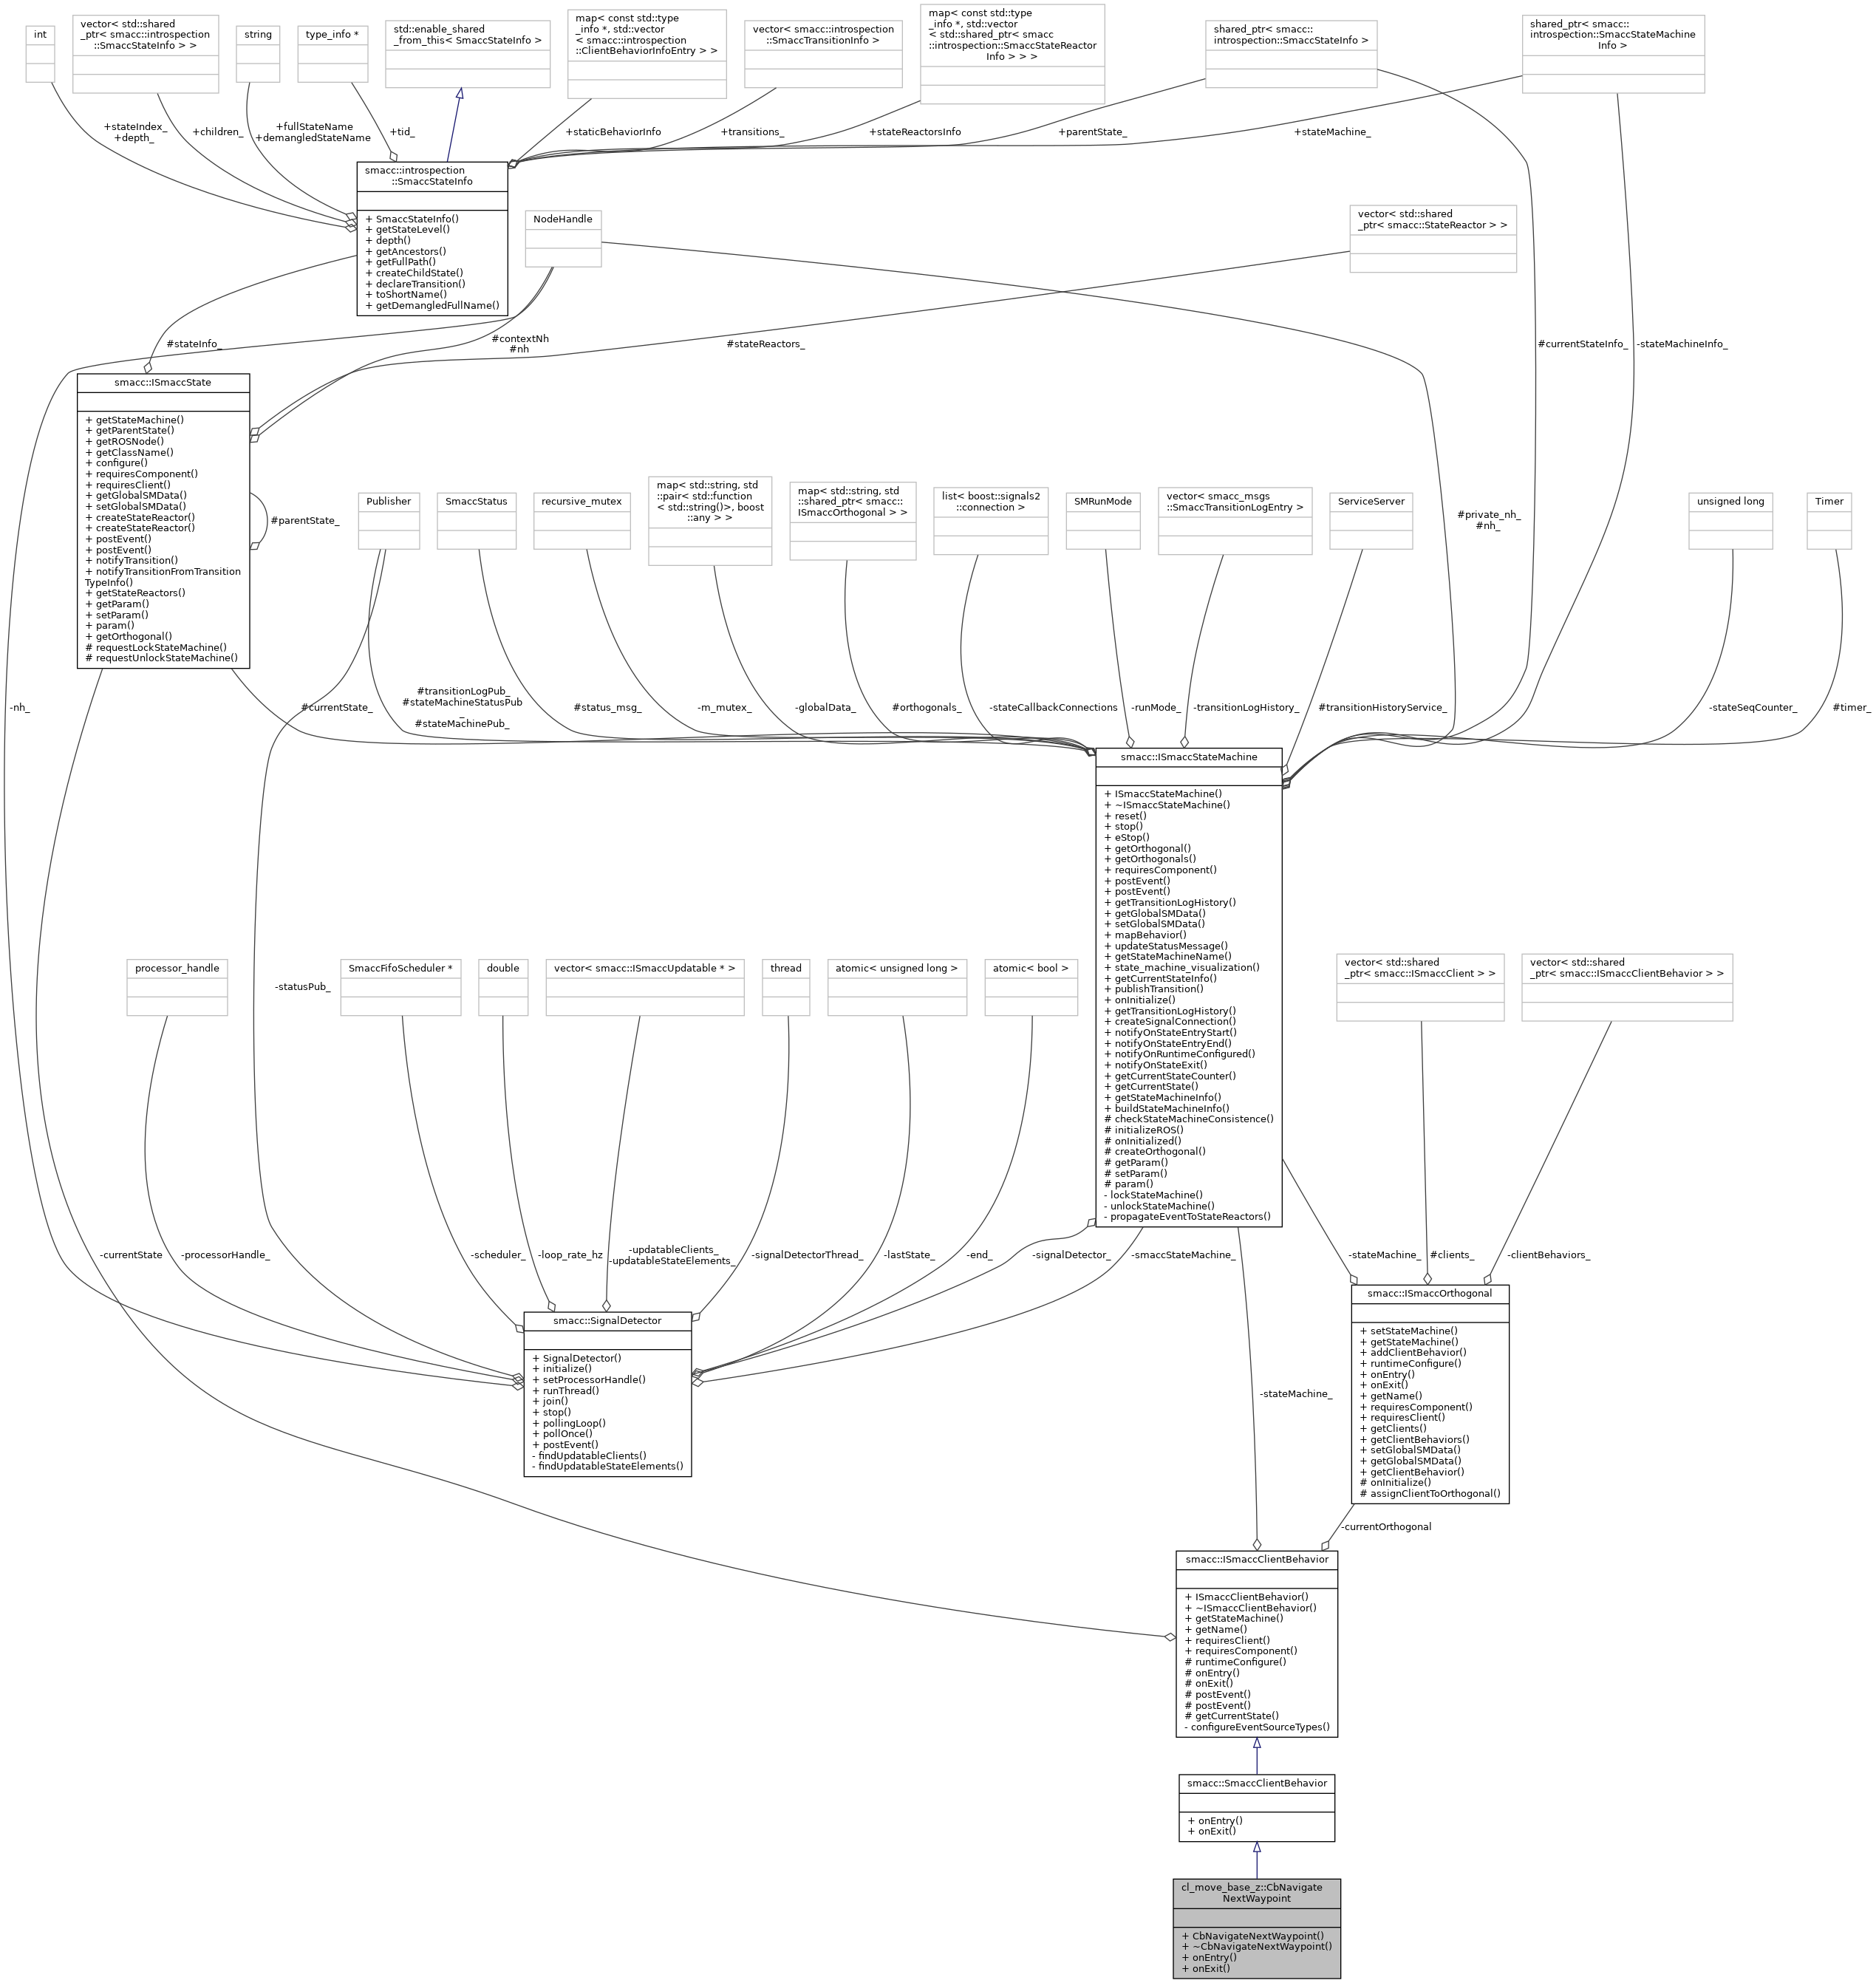 int
vector< std::shared
_ptr< smacc::introspection
::SmaccStateInfo > >
string
type_info *
std::enable_shared
_from_this< SmaccStateInfo >
map< const std::type
_info *, std::vector
< smacc::introspection
::ClientBehaviorInfoEntry > >
vector< smacc::introspection
::SmaccTransitionInfo >
map< const std::type
_info *, std::vector
< std::shared_ptr< smacc
::introspection::SmaccStateReactor
Info > > >
shared_ptr< smacc::
introspection::SmaccStateInfo >
shared_ptr< smacc::
introspection::SmaccStateMachine
Info >
+stateIndex_
+depth_
+children_
+fullStateName
+demangledStateName
+tid_
+staticBehaviorInfo
+transitions_
+stateReactorsInfo
+parentState_
+stateMachine_
smacc::introspection
::SmaccStateInfo
+ SmaccStateInfo()
+ getStateLevel()
+ depth()
+ getAncestors()
+ getFullPath()
+ createChildState()
+ declareTransition()
+ toShortName()
+ getDemangledFullName()
NodeHandle
vector< std::shared
_ptr< smacc::StateReactor > >
#stateInfo_
#contextNh
#nh
#stateReactors_
#currentStateInfo_
-stateMachineInfo_
smacc::ISmaccState
+ getStateMachine()
+ getParentState()
+ getROSNode()
+ getClassName()
+ configure()
+ requiresComponent()
+ requiresClient()
+ getGlobalSMData()
+ setGlobalSMData()
+ createStateReactor()
+ createStateReactor()
+ postEvent()
+ postEvent()
+ notifyTransition()
+ notifyTransitionFromTransition
TypeInfo()
+ getStateReactors()
+ getParam()
+ setParam()
+ param()
+ getOrthogonal()
# requestLockStateMachine()
# requestUnlockStateMachine()
#parentState_
Publisher
SmaccStatus
recursive_mutex
map< std::string, std
::pair< std::function
< std::string()>, boost
::any > >
map< std::string, std
::shared_ptr< smacc::
ISmaccOrthogonal > >
list< boost::signals2
::connection >
SMRunMode
vector< smacc_msgs
::SmaccTransitionLogEntry >
ServiceServer
#private_nh_
#nh_
unsigned long
Timer
-nh_
#currentState_
#transitionLogPub_
#stateMachineStatusPub
_
#stateMachinePub_
#status_msg_
-m_mutex_
-globalData_
#orthogonals_
-stateCallbackConnections
-runMode_
-transitionLogHistory_
#transitionHistoryService_
-stateSeqCounter_
#timer_
smacc::ISmaccStateMachine
+ ISmaccStateMachine()
+ ~ISmaccStateMachine()
+ reset()
+ stop()
+ eStop()
+ getOrthogonal()
+ getOrthogonals()
+ requiresComponent()
+ postEvent()
+ postEvent()
+ getTransitionLogHistory()
+ getGlobalSMData()
+ setGlobalSMData()
+ mapBehavior()
+ updateStatusMessage()
+ getStateMachineName()
+ state_machine_visualization()
+ getCurrentStateInfo()
+ publishTransition()
+ onInitialize()
+ getTransitionLogHistory()
+ createSignalConnection()
+ notifyOnStateEntryStart()
+ notifyOnStateEntryEnd()
+ notifyOnRuntimeConfigured()
+ notifyOnStateExit()
+ getCurrentStateCounter()
+ getCurrentState()
+ getStateMachineInfo()
+ buildStateMachineInfo()
# checkStateMachineConsistence()
# initializeROS()
# onInitialized()
# createOrthogonal()
# getParam()
# setParam()
# param()
- lockStateMachine()
- unlockStateMachine()
- propagateEventToStateReactors()
processor_handle
SmaccFifoScheduler *
double
vector< smacc::ISmaccUpdatable * >
thread
atomic< unsigned long >
atomic< bool >
vector< std::shared
_ptr< smacc::ISmaccClient > >
vector< std::shared
_ptr< smacc::ISmaccClientBehavior > >
-statusPub_
-currentState
-processorHandle_
-scheduler_
-loop_rate_hz
-updatableClients_
-updatableStateElements_
-signalDetectorThread_
-lastState_
-end_
-signalDetector_
-smaccStateMachine_
-stateMachine_
#clients_
-clientBehaviors_
smacc::SignalDetector
+ SignalDetector()
+ initialize()
+ setProcessorHandle()
+ runThread()
+ join()
+ stop()
+ pollingLoop()
+ pollOnce()
+ postEvent()
- findUpdatableClients()
- findUpdatableStateElements()
smacc::ISmaccOrthogonal
+ setStateMachine()
+ getStateMachine()
+ addClientBehavior()
+ runtimeConfigure()
+ onEntry()
+ onExit()
+ getName()
+ requiresComponent()
+ requiresClient()
+ getClients()
+ getClientBehaviors()
+ setGlobalSMData()
+ getGlobalSMData()
+ getClientBehavior()
# onInitialize()
# assignClientToOrthogonal()
-stateMachine_
-currentOrthogonal
smacc::ISmaccClientBehavior
+ ISmaccClientBehavior()
+ ~ISmaccClientBehavior()
+ getStateMachine()
+ getName()
+ requiresClient()
+ requiresComponent()
# runtimeConfigure()
# onEntry()
# onExit()
# postEvent()
# postEvent()
# getCurrentState()
- configureEventSourceTypes()
smacc::SmaccClientBehavior
+ onEntry()
+ onExit()
cl_move_base_z::CbNavigate
NextWaypoint
+ CbNavigateNextWaypoint()
+ ~CbNavigateNextWaypoint()
+ onEntry()
+ onExit()